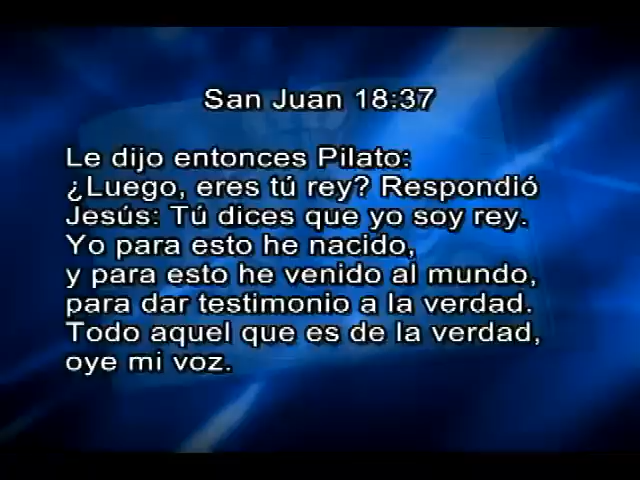 San Juan 18:37
Le dijo entonces Pilato:
¿Luego, eres tú rey? Respondió
Jesús: Tú dices que yo soy rey.
Yo para esto he nacido,
y para esto he venido al mundo,
para dar testimonio a la verdad.
Todo aquel que es de la verdad,
oye mi voz.